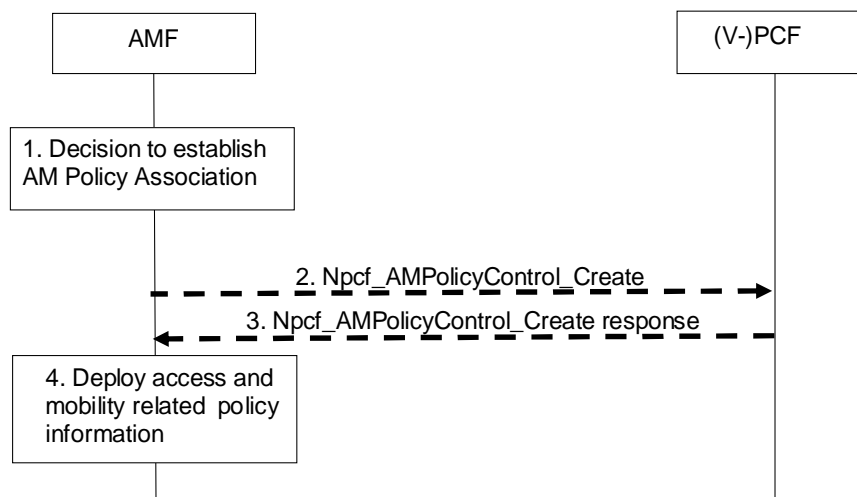 AMF
(V-)PCF
1. Decision to establish
AM Policy Association
2. Npcf_AMPolicyControl_Create
3. Npcf_AMPolicyControl_Create response
4. Deploy access and
mobility related policy
information